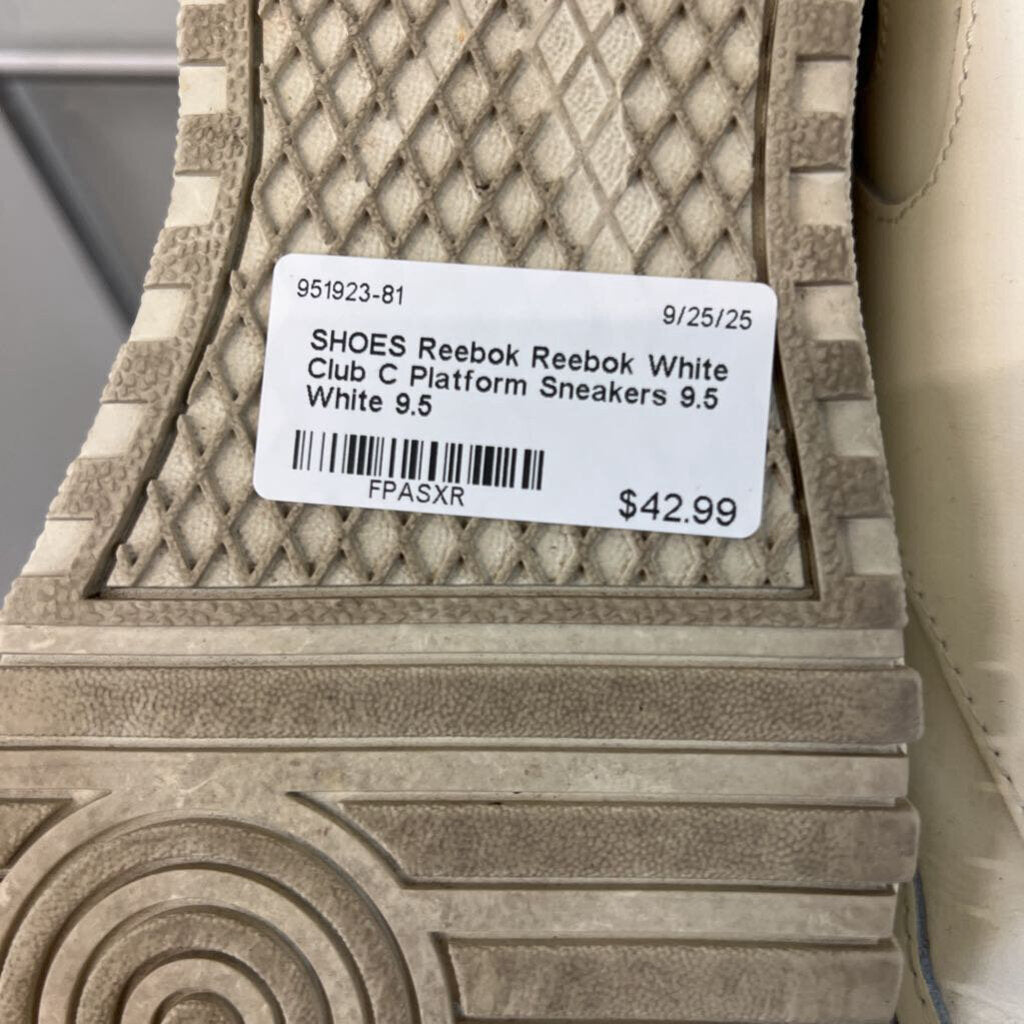 951923-81
9/25/25
SHOES Reebok Reebok White
Club C Platform Sneakers 9.5
White 9.5
FPASXR
$42.99